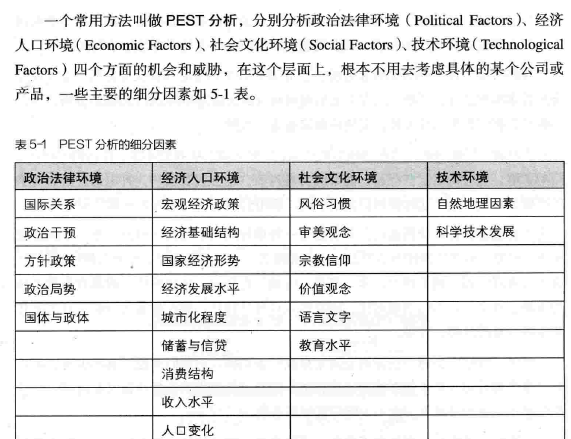 一个常用方法叫做 PEST 分析，分别分析政治法律环境（Political Factors）、经济
人口环境（Economic Factors）、社会文化环境（Social Factors）、技术环境（Technological
Factors）四个方面的机会和威胁，在这个层面上，根本不用去考虑具体的某个公司或
产品，一些主要的细分因素如 5-1 表。
表 5-1 PEST 分析的细分因素
政治法律环境 经济人口环境 社会文化环境 技术环境
国际关系 宏观经济政策 风俗习惯 自然地理因素
政治干预 经济基础结构 审美观念 科学技术发展
方针政策 国家经济形势 宗教信仰
政治局势 经济发展水平 价值观念
国体与政体 城市化程度 语言文字
储蓄与信贷 教育水平
消费结构
收入水平
人口变化